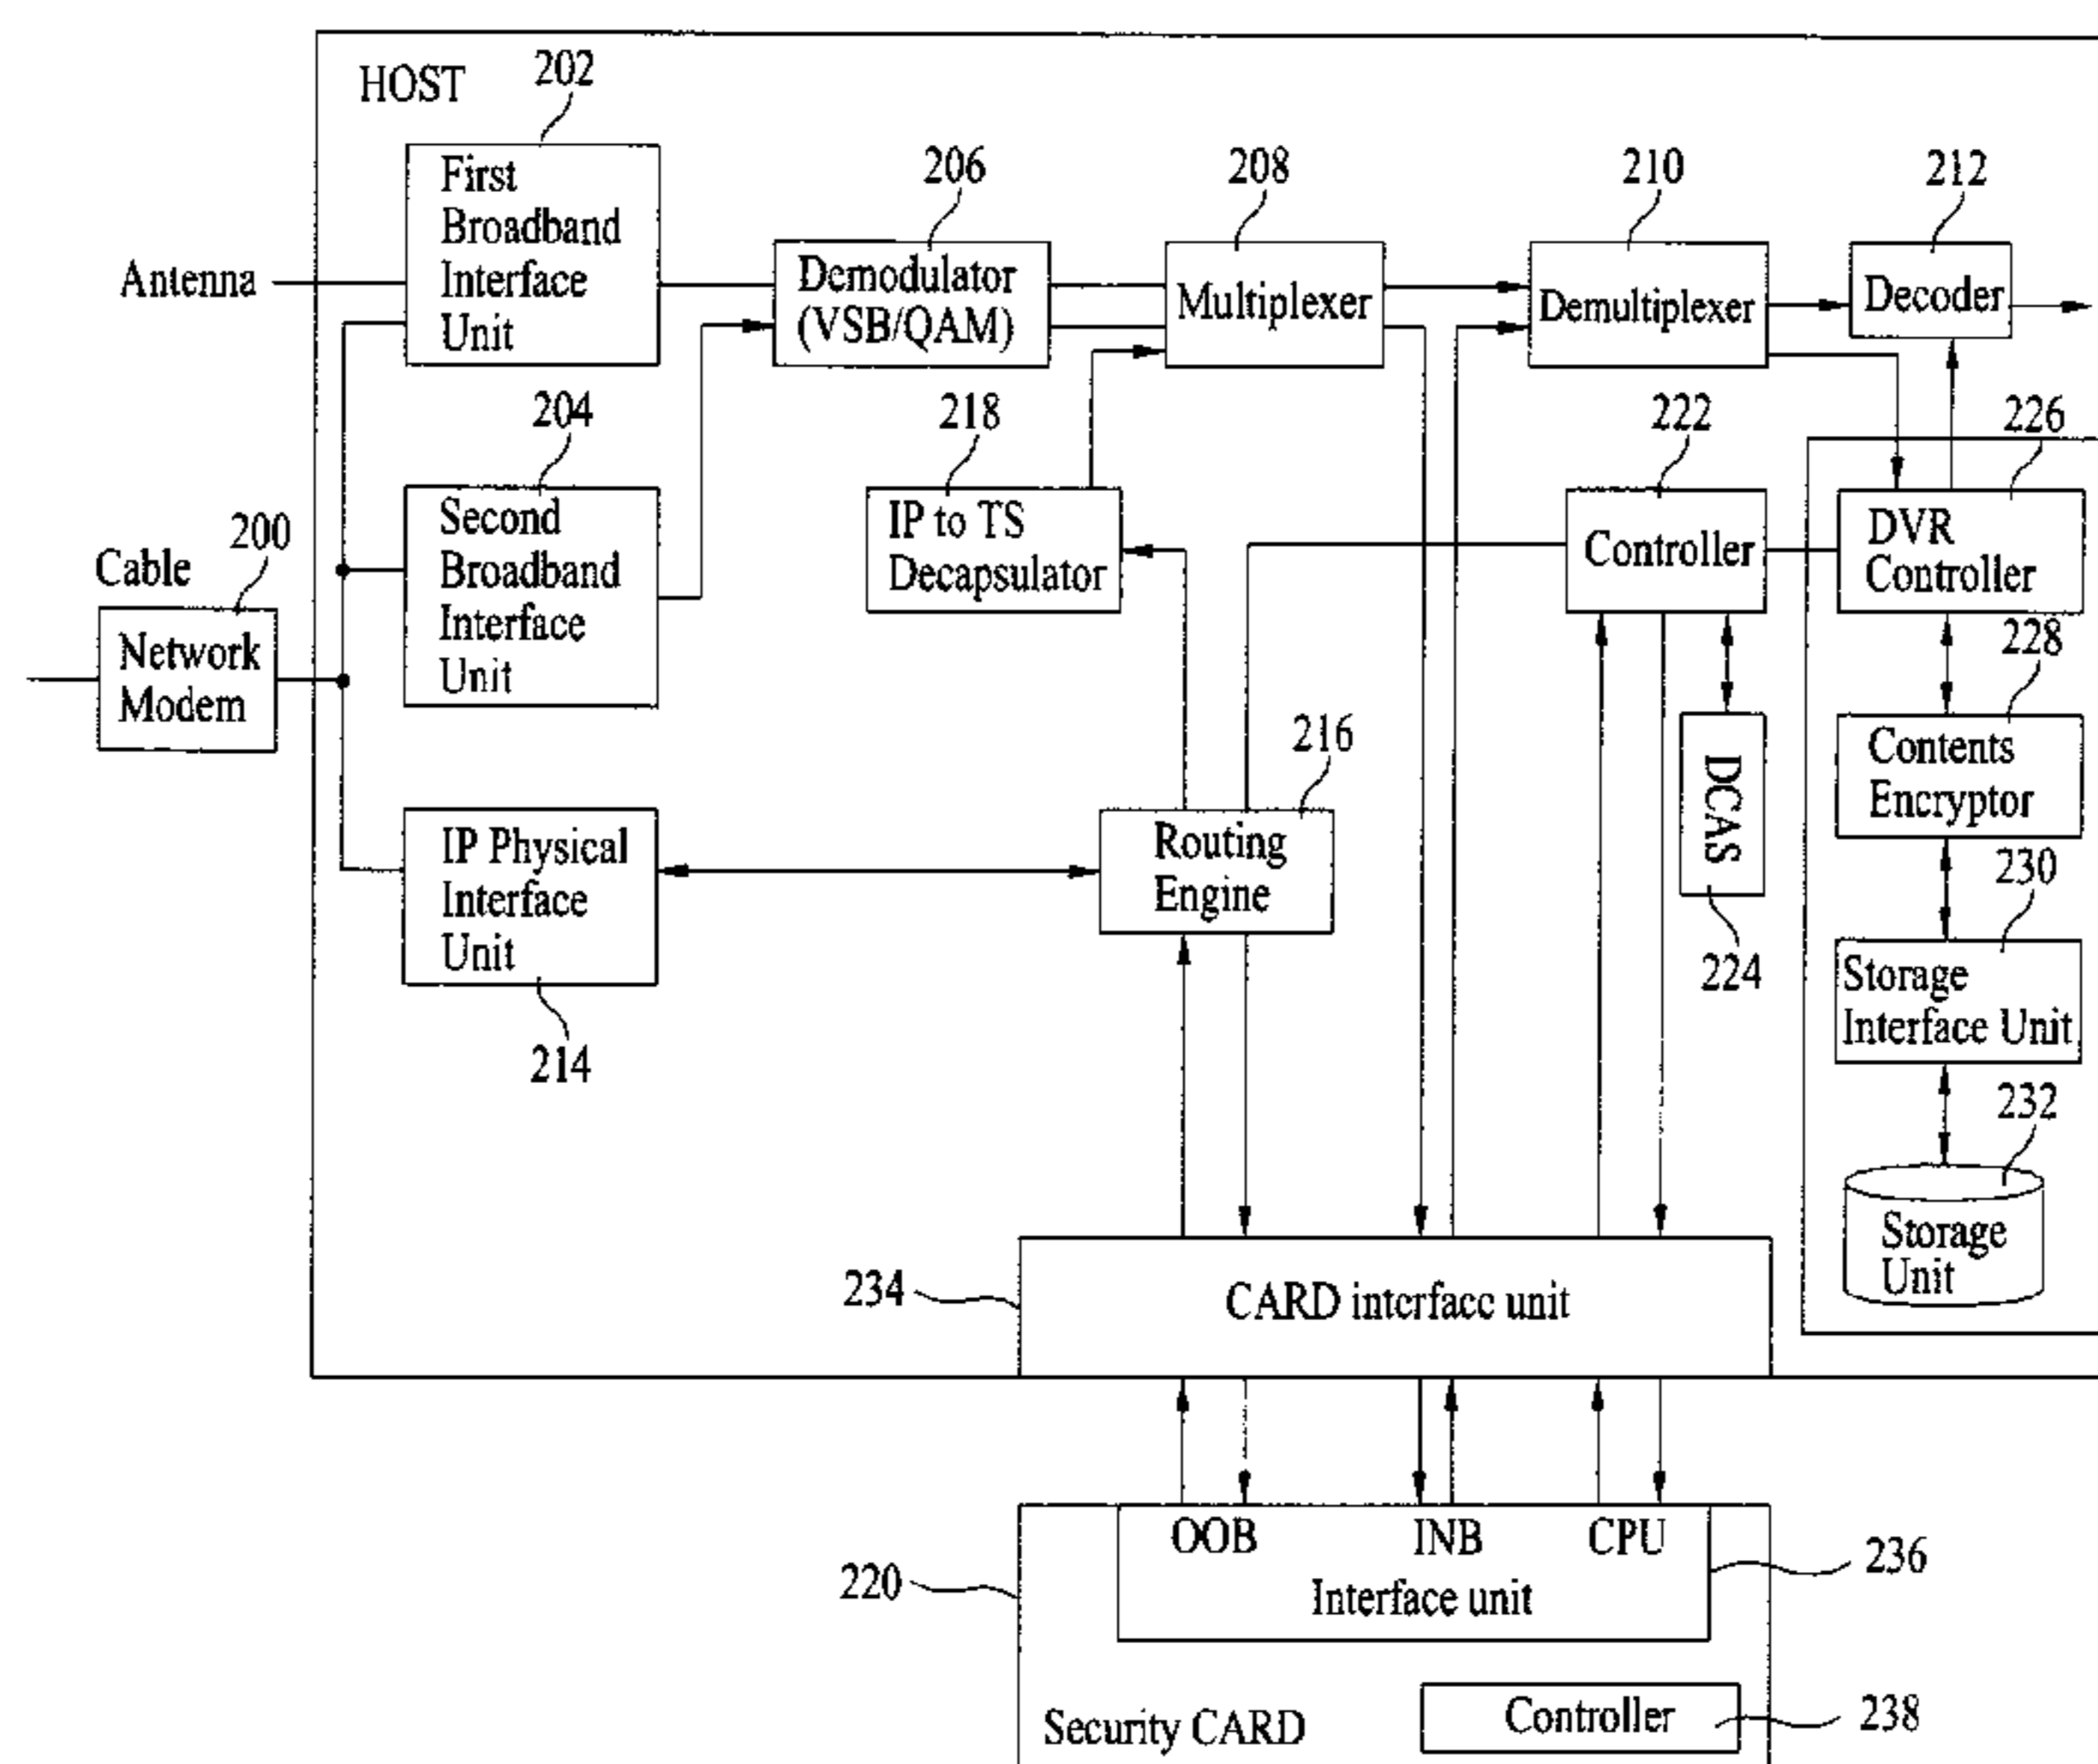 HOST
202
First
Broadband
Interface
Unit
206
208
210
212
Antenna
Demodulator
(VSB/QAM)
Multiplexer
Demultiplexer
Decoder
204
218
222
226
Second
Broadband
Interface
Unit
IP to TS
Decapsulator
Controller
DVR
Controller
Cable
200
Network
Modem
228
216
DCAS
Contents
Encryptor
IP Physical
Interface
Unit
Routing
Engine
230
224
Storage
Interface Unit
214
232
Storage
Unit
234
CARD interface unit
OOB
INB
CPU
236
220
Interface unit
Controller
238
Security CARD